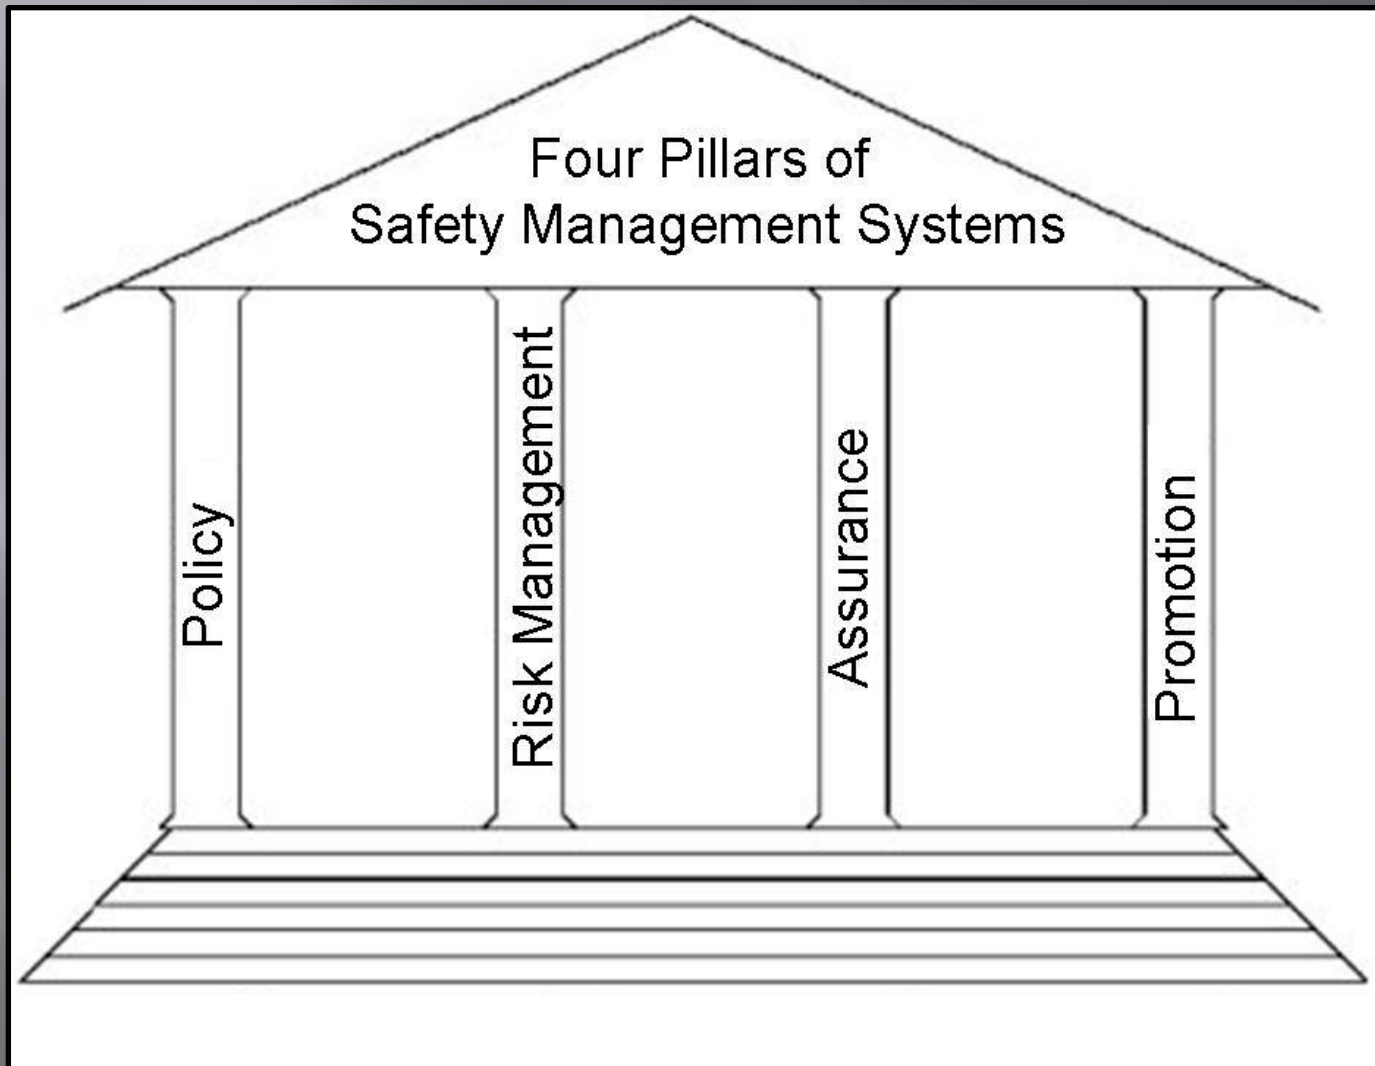 Four Pillars of
Safety Management Systems
Policy
Risk Management
Assurance
Promotion